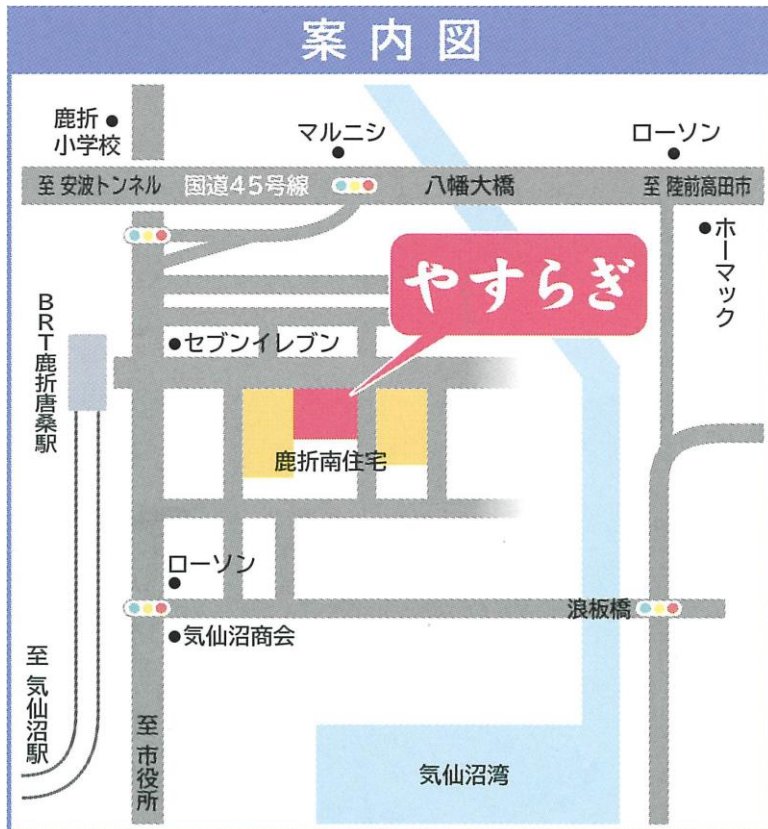 案内図
鹿折
小学校
マルニシ
ローソン
至 安波トンネル
国道45号線
八幡大橋
至 陸前高田市
ホーマック
やすらぎ
BRT鹿折唐桑駅
セブンイレブン
鹿折南住宅
ローソン
浪板橋
気仙沼商会
至 気仙沼駅
至 市役所
気仙沼湾